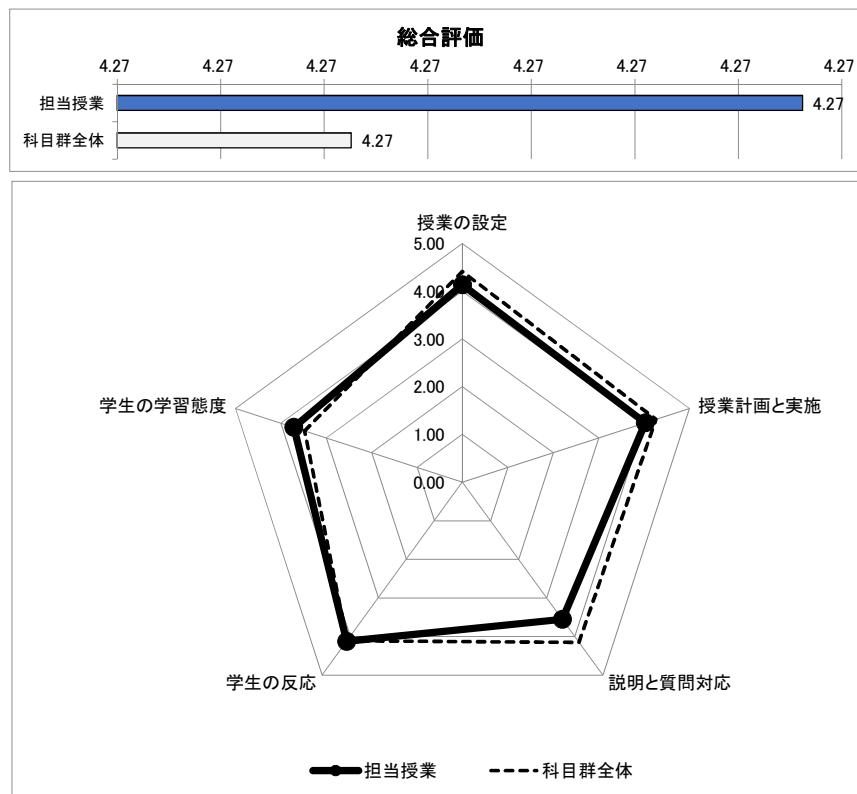 総合評価
4.27 4.27 4.27 4.27 4.27 4.27 4.27 4.27
担当授業 4.27
科目群全体 4.27
授業の設定
5.00
4.00
3.00
2.00
1.00
0.00
学生の学習態度 授業計画と実施
学生の反応 説明と質問対応
担当授業 科目群全体